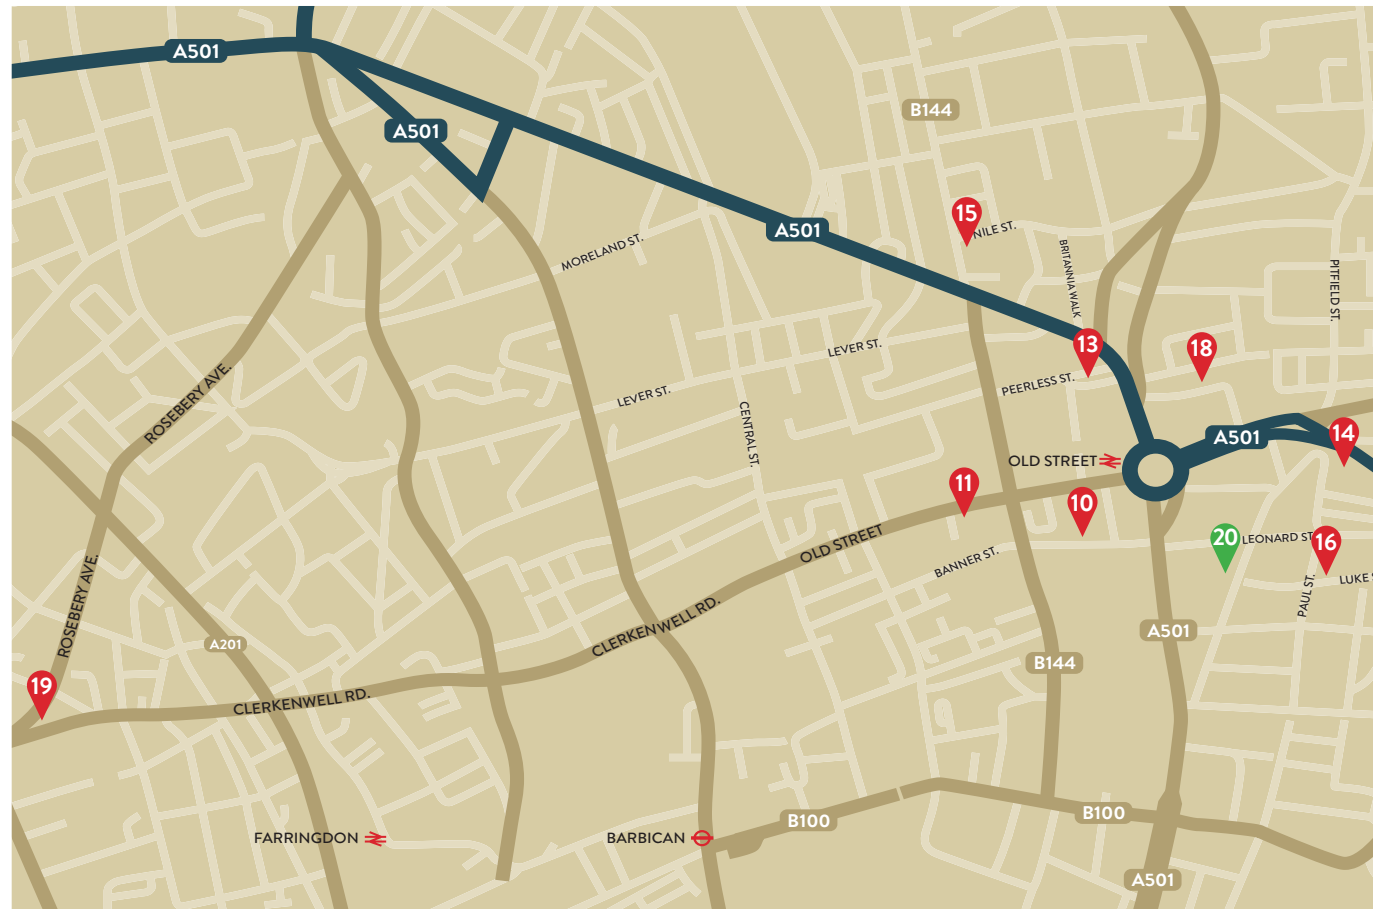 A501
B144
A501
15
NILE ST.
A501
MORELAND ST.
BRITANNIA WALK
PITFIELD ST.
13
18
LEVER ST.
PEERLESS ST.
ROSEBERY AVE.
LEVER ST.
CENTRAL ST.
A501
14
OLD STREET
11
10
20
LEONARD ST.
16
OLD STREET
BANNER ST.
LUKE S
PAUL ST.
ROSEBERY AVE.
CLERKENWELL RD.
A501
A201
B144
19
CLERKENWELL RD.
B100
B100
FARRINGDON
BARBICAN
A501